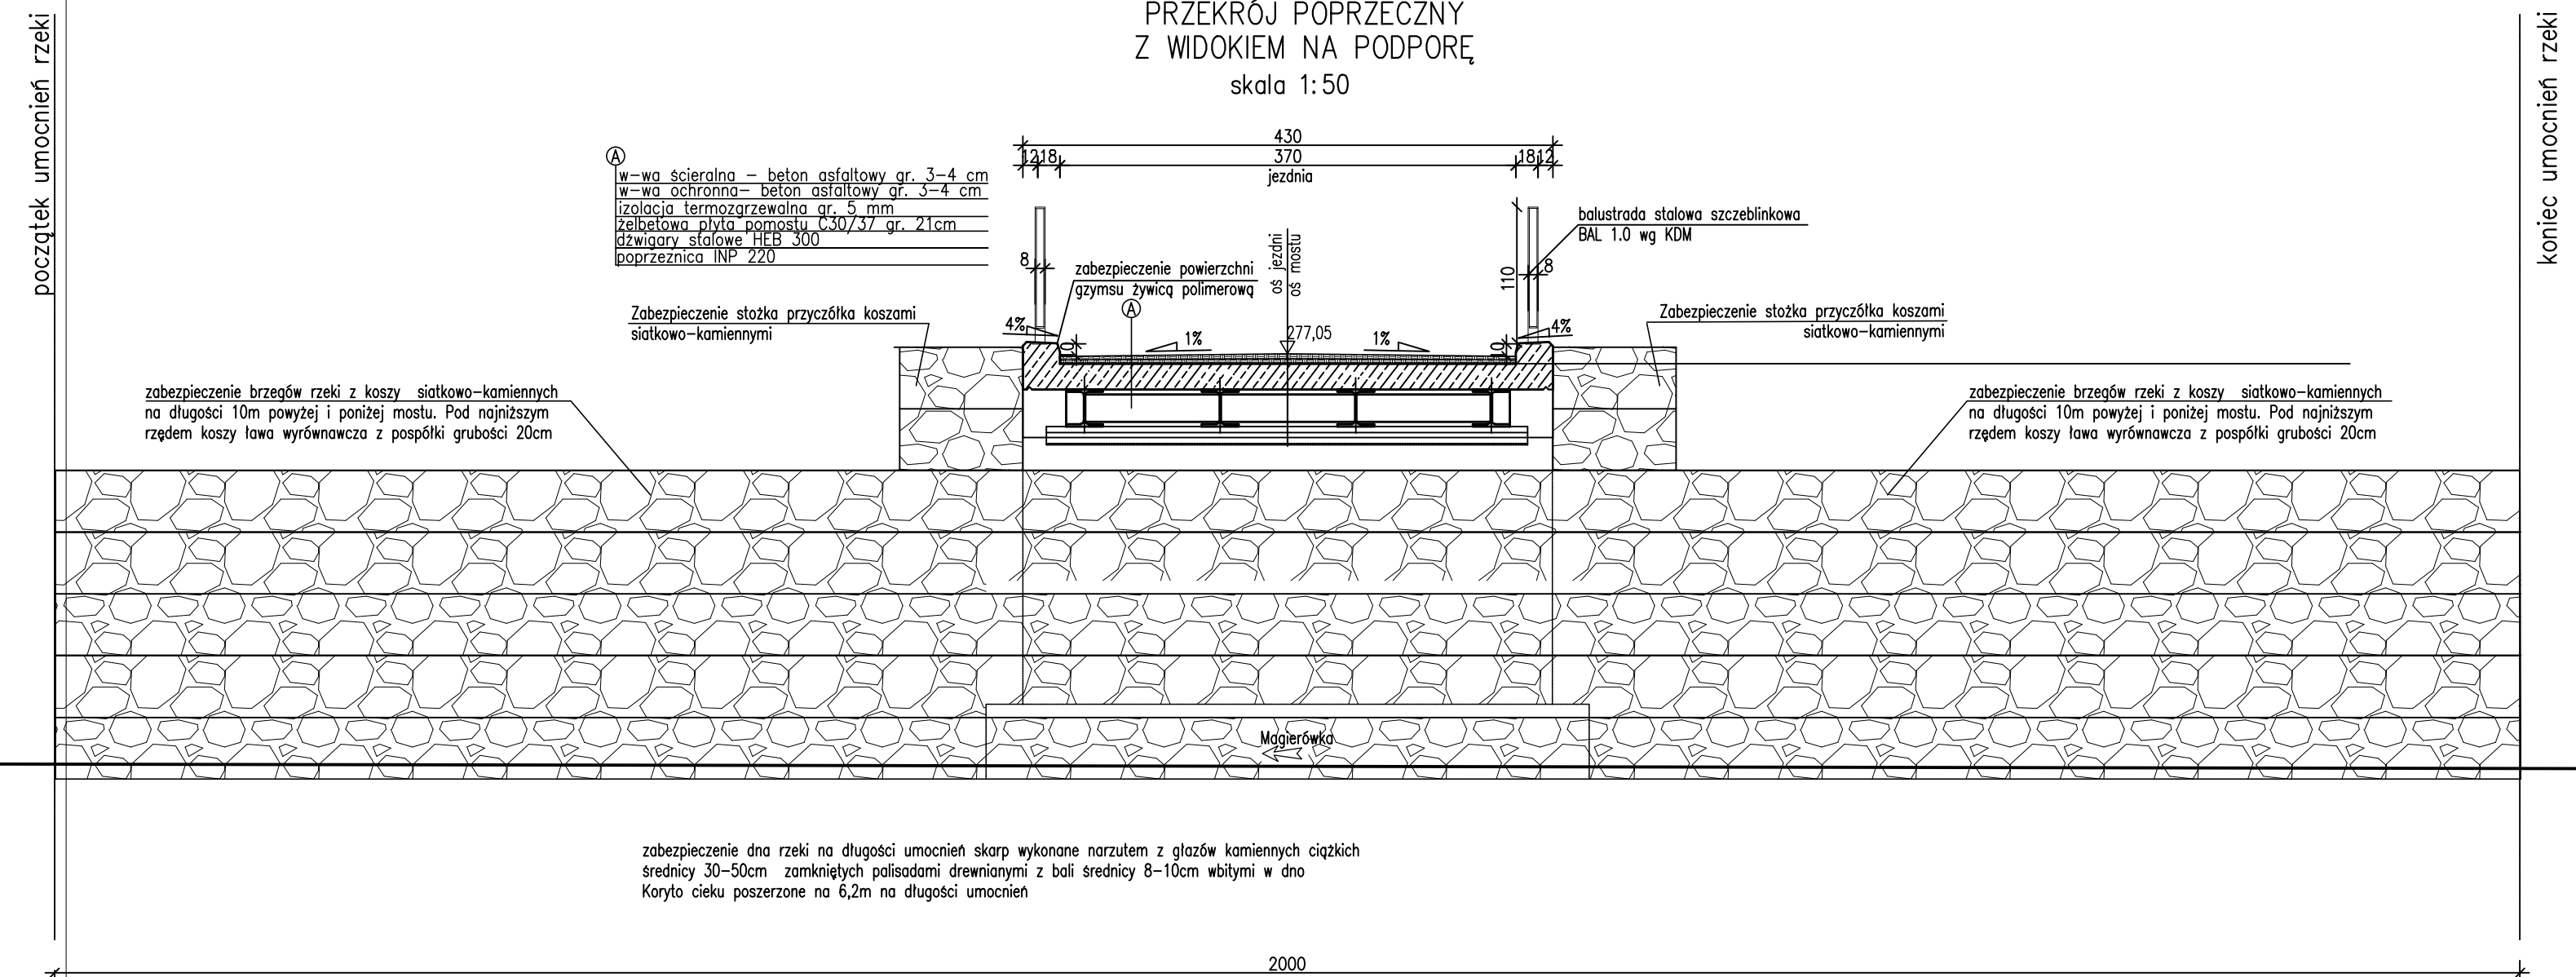 PRZEKRÓJ POPRZECZNY
Z WIDOKIEM NA PODPORĘ
skala 1:50
początek umocnień rzeki
koniec umocnień rzeki
430
12 18 370 18 12
jezdnia
A
w-wa ścieralna – beton asfaltowy gr. 3-4 cm
w-wa ochronna– beton asfaltowy gr. 3-4 cm
izolacja termozgrzewalna gr. 5 mm
żelbetowa płyta pomostu C30/37 gr. 21cm
dźwigary stalowe HEB 300
poprzeznica INP 220
balustrada stalowa szczeblinkowa
BAL 1.0 wg KDM
8
8
110
oś jezdni
oś mostu
zabezpieczenie powierzchni
gzymsu żywicą polimerową
A
Zabezpieczenie stożka przyczółka koszami
siatkowo-kamiennymi
Zabezpieczenie stożka przyczółka koszami
siatkowo-kamiennymi
4%
10
1%
277,05
1%
10
4%
zabezpieczenie brzegów rzeki z koszy siatkowo-kamiennych
na długości 10m powyżej i poniżej mostu. Pod najniższym
rzędem koszy ława wyrównawcza z pospółki grubości 20cm
zabezpieczenie brzegów rzeki z koszy siatkowo-kamiennych
na długości 10m powyżej i poniżej mostu. Pod najniższym
rzędem koszy ława wyrównawcza z pospółki grubości 20cm
Magierówka
zabezpieczenie dna rzeki na długości umocnień skarp wykonane narzutem z głazów kamiennych ciążkich
średnicy 30-50cm zamkniętych palisadami drewnianymi z bali średnicy 8-10cm wbitymi w dno
Koryto cieku poszerzone na 6,2m na długości umocnień
2000